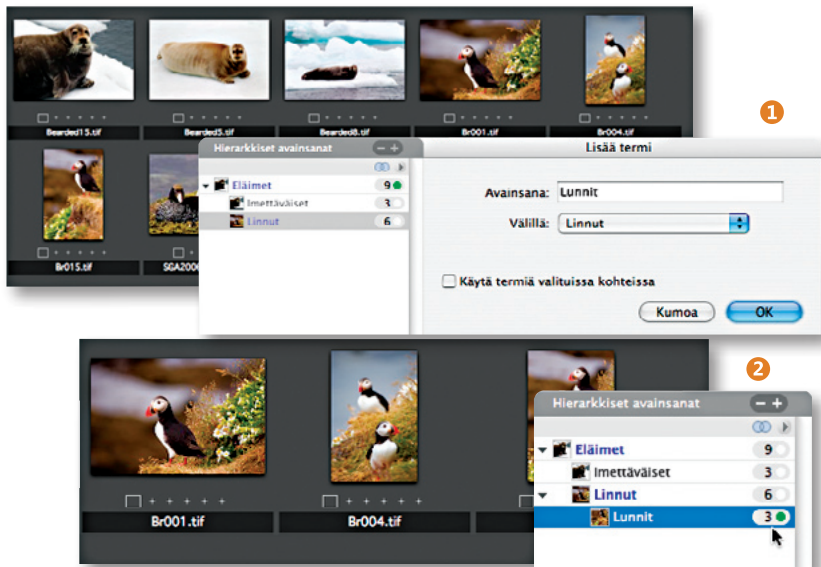 Bearded15.tif Bearded5.tif Bearded8.tif Br001.tif Br004.tif
1
Hierarkkiset avainsanat
Eläimet 9
Imettäväiset 3
Linnut 6
Br015.tif
SGA200
Lisää termi
Avainsana: Lunnit
Välillä: Linnut
Käytä termiä valituissa kohteissa
Kumoa OK
2
Br001.tif Br004.tif
Hierarkkiset avainsanat
Eläimet 9
Imettäväiset 3
Linnut 6
Lunnit 3